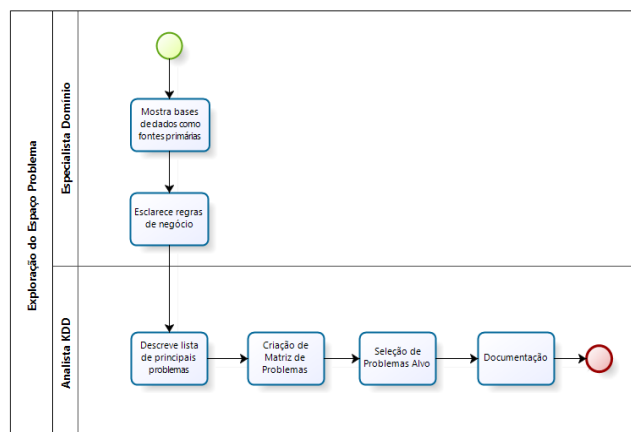 Exploração do Espaço Problema
Especialista Domínio
Mostra bases
de dados como
fontes primárias
Esclarece regras
de negócio
Analista KDD
Descreve lista
de principais
problemas
Criação de
Matriz de
Problemas
Seleção de
Problemas Alvo
Documentação